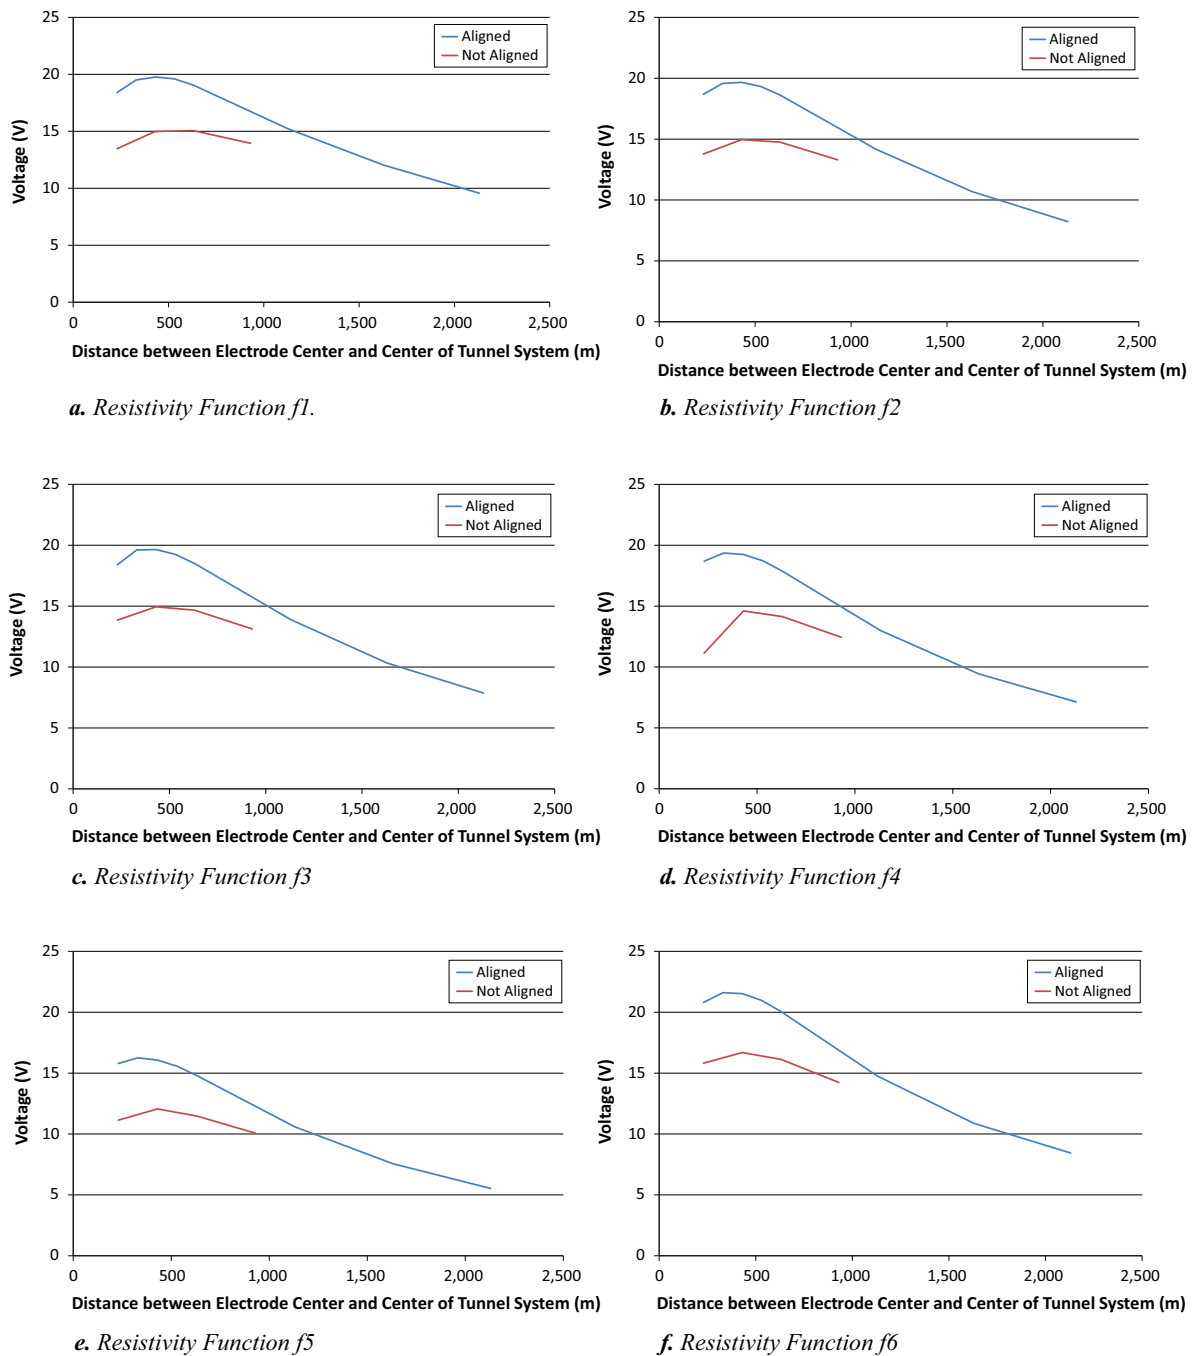 25
20
15
10
5
0
Voltage (V)
Aligned
Not Aligned
0 500 1,000 1,500 2,000 2,500
Distance between Electrode Center and Center of Tunnel System (m)
a. Resistivity Function f1.
25
20
15
10
5
0
Voltage (V)
Aligned
Not Aligned
0 500 1,000 1,500 2,000 2,500
Distance between Electrode Center and Center of Tunnel System (m)
b. Resistivity Function f2
25
20
15
10
5
0
Voltage (V)
Aligned
Not Aligned
0 500 1,000 1,500 2,000 2,500
Distance between Electrode Center and Center of Tunnel System (m)
c. Resistivity Function f3
25
20
15
10
5
0
Voltage (V)
Aligned
Not Aligned
0 500 1,000 1,500 2,000 2,500
Distance between Electrode Center and Center of Tunnel System (m)
d. Resistivity Function f4
25
20
15
10
5
0
Voltage (V)
Aligned
Not Aligned
0 500 1,000 1,500 2,000 2,500
Distance between Electrode Center and Center of Tunnel System (m)
e. Resistivity Function f5
25
20
15
10
5
0
Voltage (V)
Aligned
Not Aligned
0 500 1,000 1,500 2,000 2,500
Distance between Electrode Center and Center of Tunnel System (m)
f. Resistivity Function f6